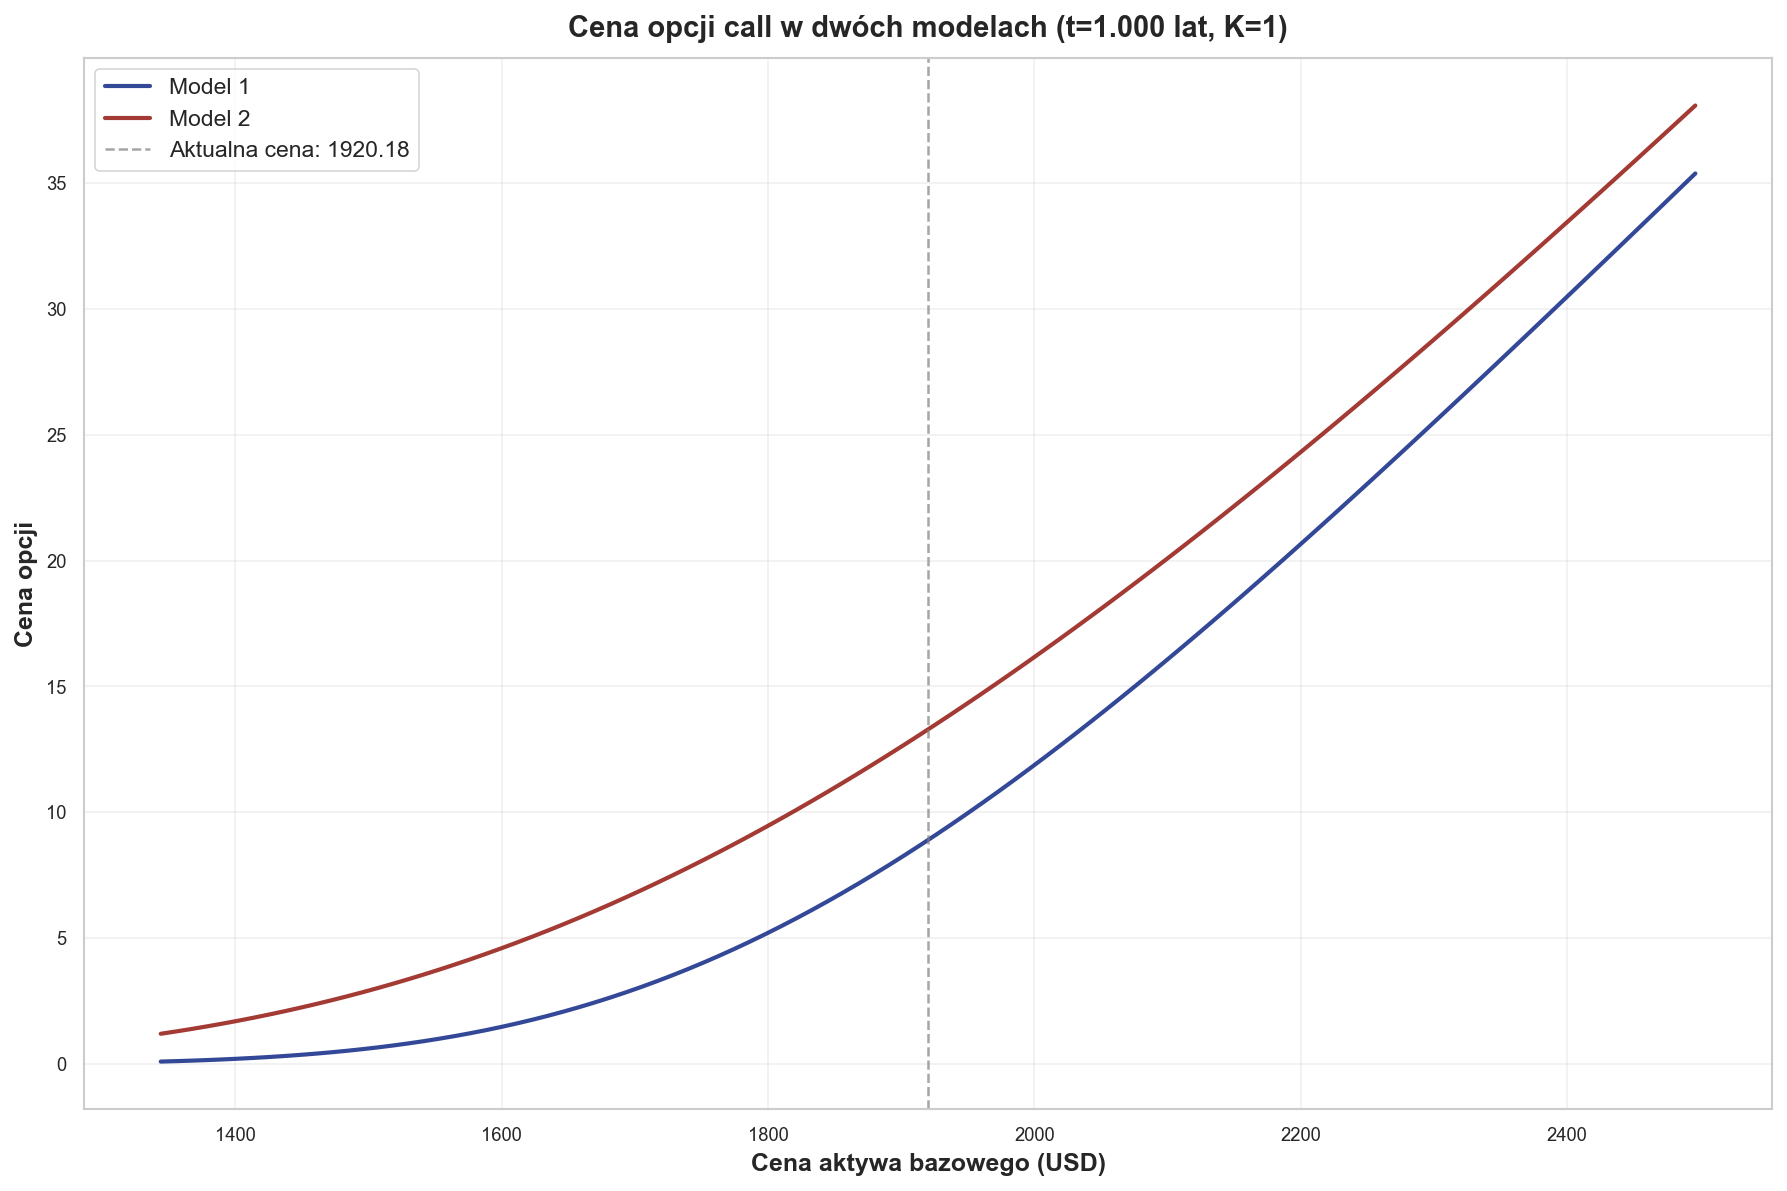 Cena opcji call w dwóch modelach (t=1.000 lat, K=1)
Model 1
Model 2
Aktualna cena: 1920.18
35
30
25
20
15
10
5
0
Cena opcji
1400 1600 1800 2000 2200 2400
Cena aktywa bazowego (USD)